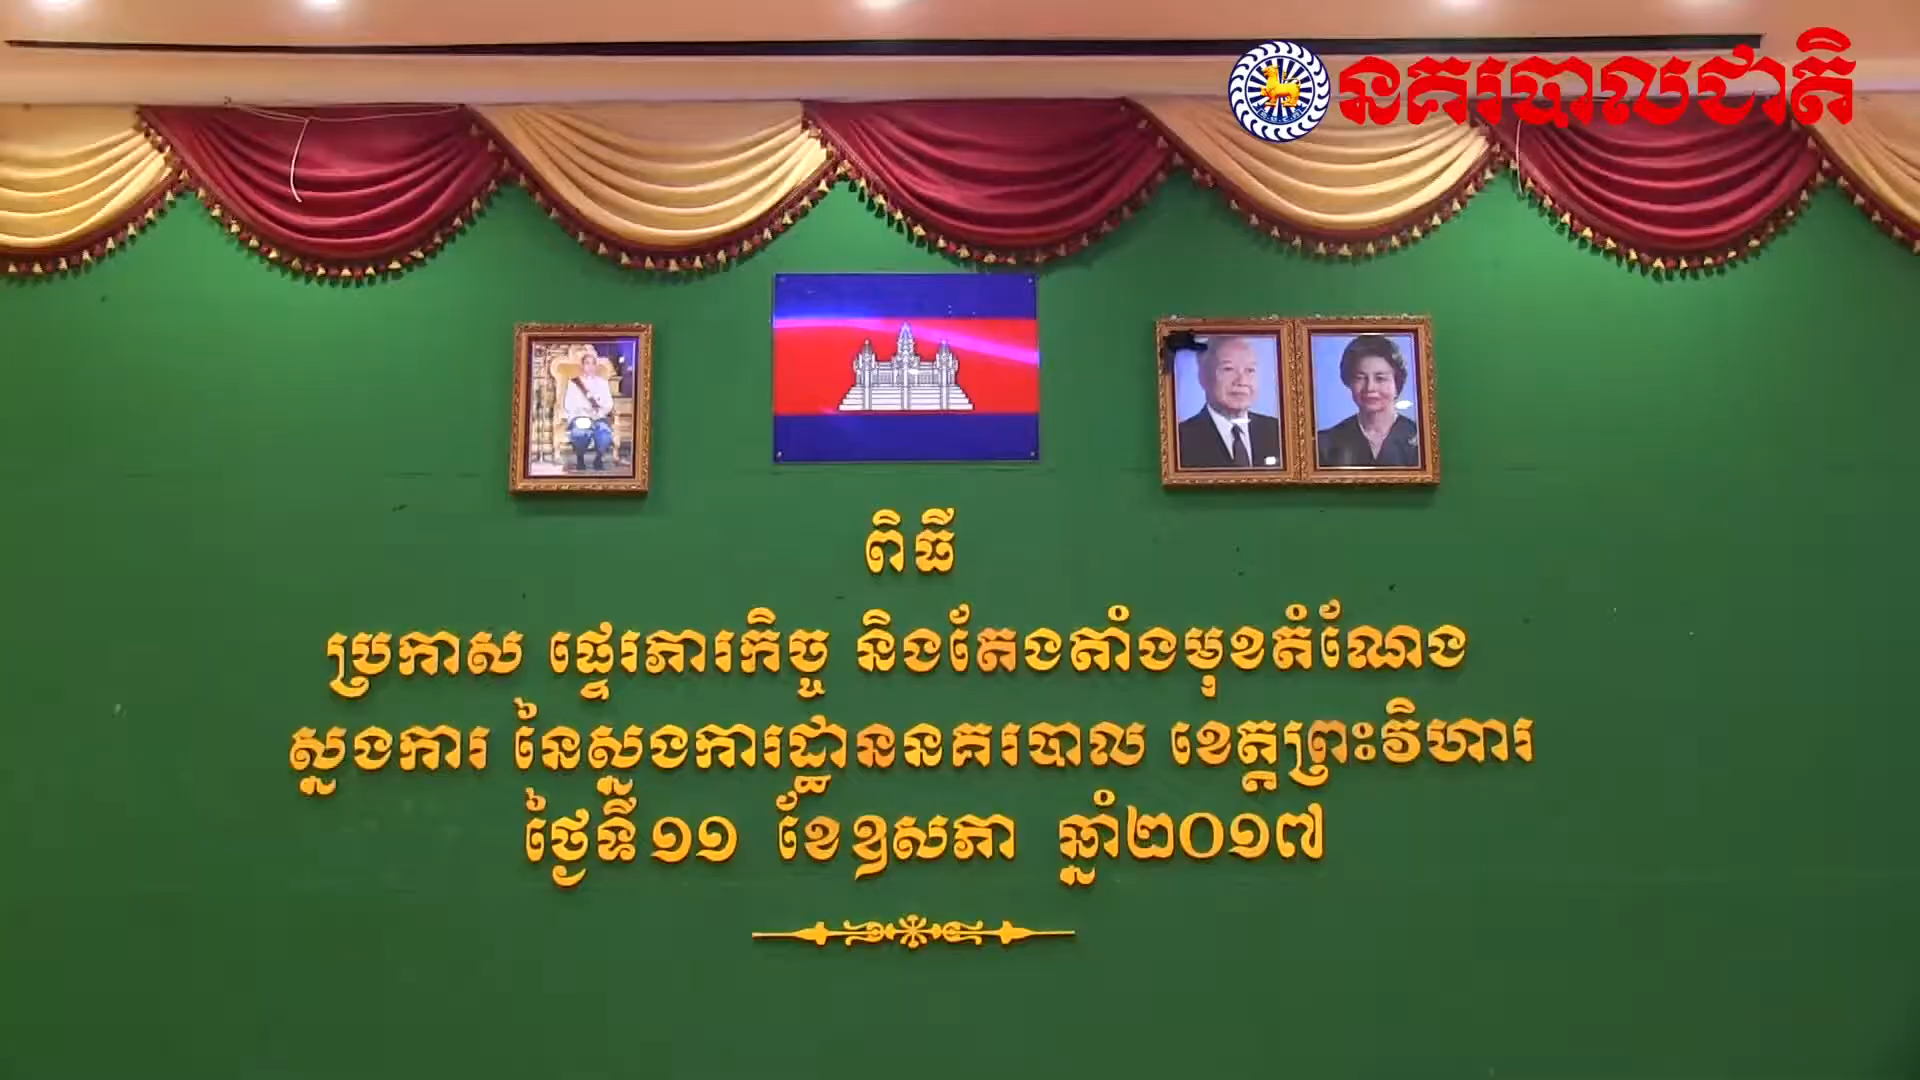 នគរបាលជាតិ
ពិធី
ប្រកាស ផ្ទេរភារកិច្ច និងតែងតាំងមុខតំណែង
ស្នងការ នៃស្នងការដ្ឋាននគរបាល ខេត្តព្រះវិហារ
ថ្ងៃទី ១១ ខែឧសភា ឆ្នាំ២០១៧